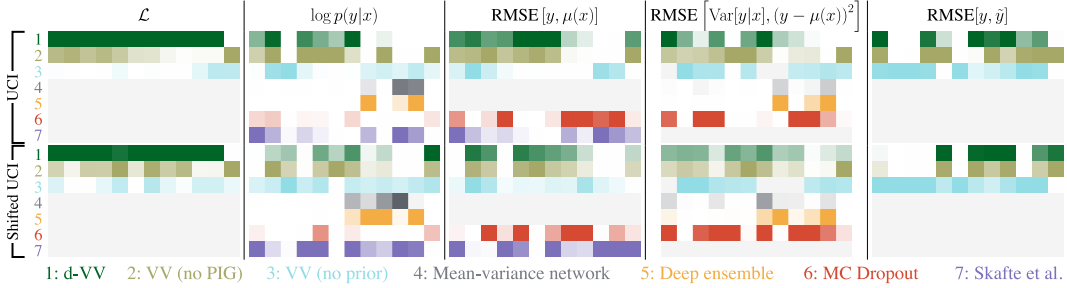 𝓛
log p(y|x)
RMSE [y, μ(x)]
RMSE [Var[y|x], (y − μ(x))²]
RMSE[y, ỹ]
UCI
1
2
3
4
5
6
7
Shifted UCI
1
2
3
4
5
6
7
1: d-VV 2: VV (no PIG) 3: VV (no prior) 4: Mean-variance network 5: Deep ensemble 6: MC Dropout 7: Skafte et al.